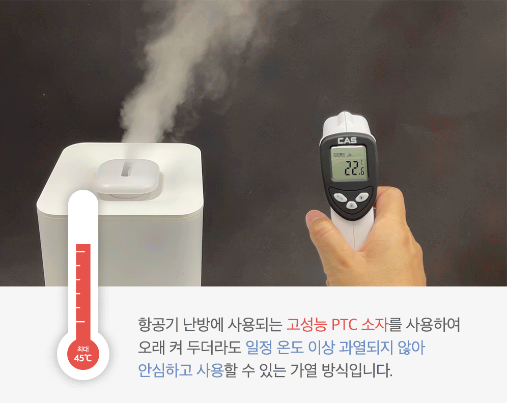 CAS
22.6
최대
45℃
항공기 난방에 사용되는 고성능 PTC 소자를 사용하여
오래 켜 두더라도 일정 온도 이상 과열되지 않아
안심하고 사용할 수 있는 가열 방식입니다.